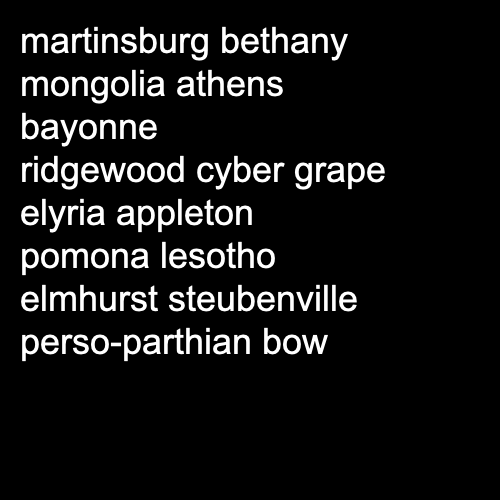 martinsburg bethany
mongolia athens
bayonne
ridgewood cyber grape
elyria appleton
pomona lesotho
elmhurst steubenville
perso-parthian bow